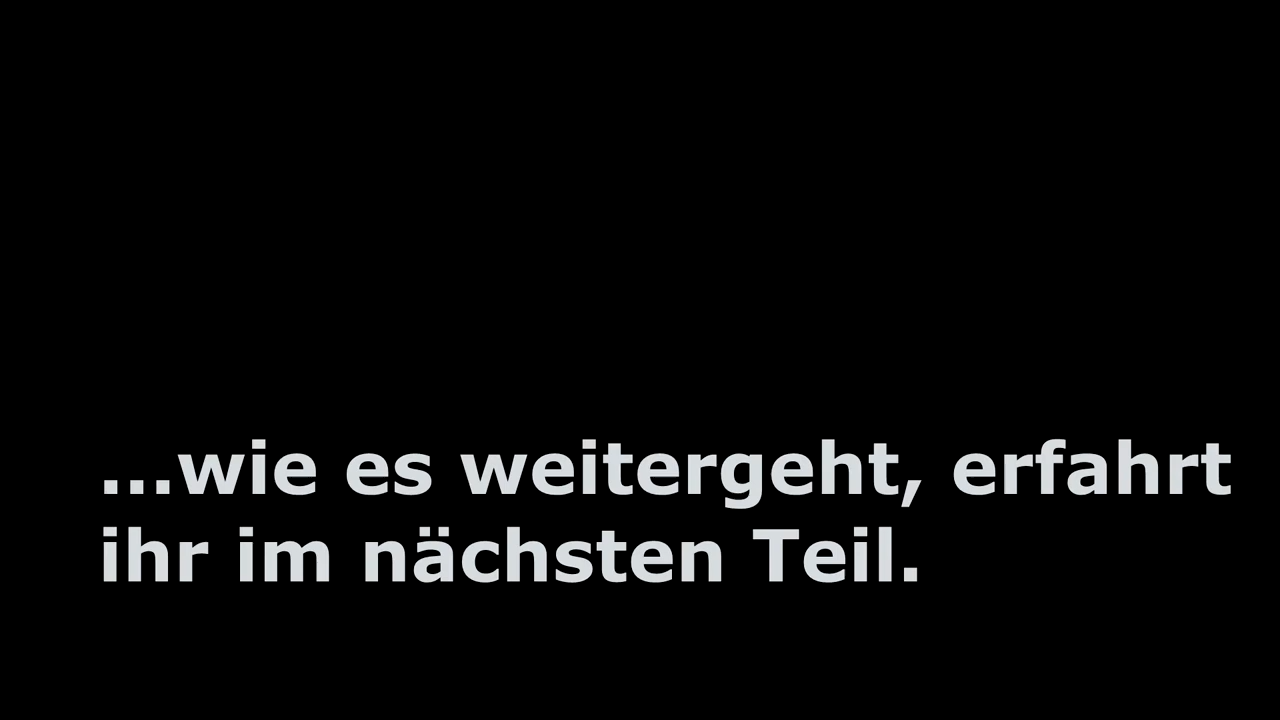 ...wie es weitergeht, erfahrt
ihr im nächsten Teil.